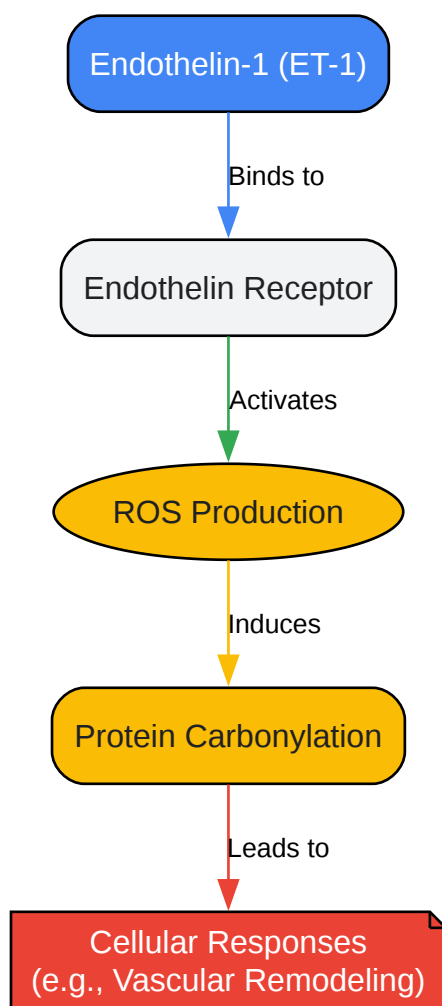 Endothelin-1 (ET-1)
Binds to
Endothelin Receptor
Activates
ROS Production
Induces
Protein Carbonylation
Leads to
Cellular Responses
(e.g., Vascular Remodeling)